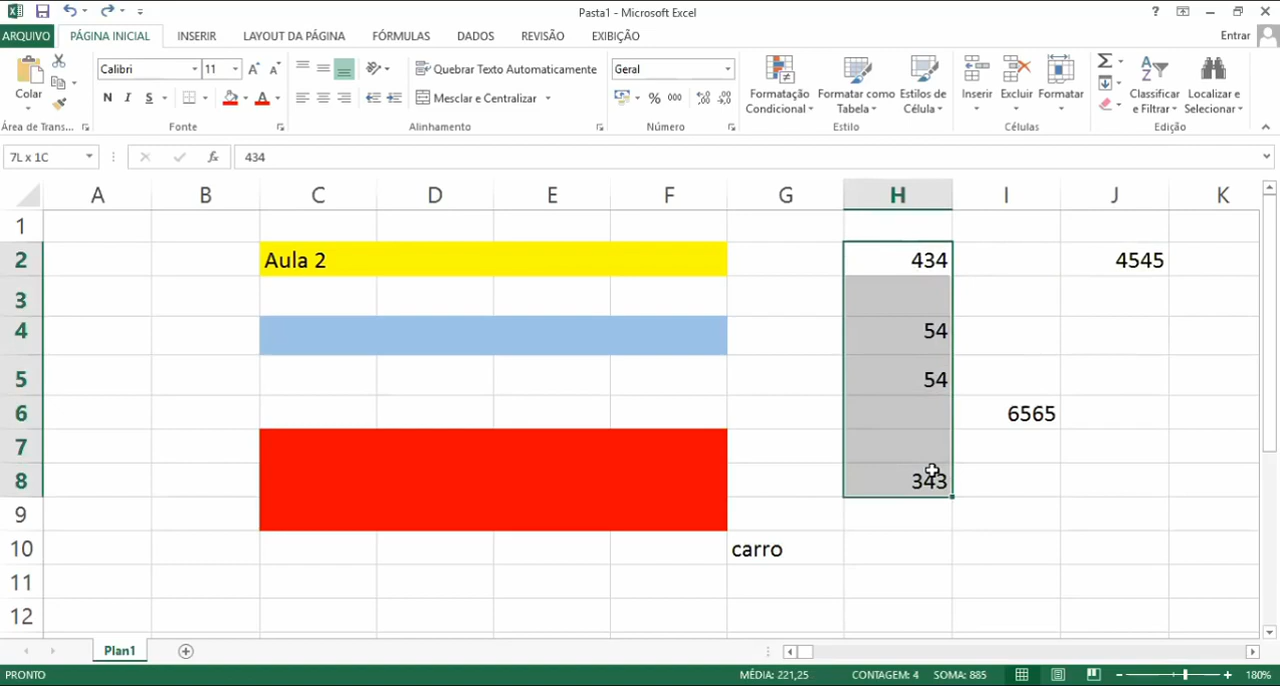 Pasta1 - Microsoft Excel
ARQUIVO PÁGINA INICIAL INSERIR LAYOUT DA PÁGINA FÓRMULAS DADOS REVISÃO EXIBIÇÃO Entrar
Colar
Área de Trans...
Calibri 11
N I S
Fonte
Quebrar Texto Automaticamente
Mesclar e Centralizar
Alinhamento
Geral
% 000
Número
Formatação Condicional
Formatar como Tabela
Estilos de Célula
Estilo
Inserir
Excluir
Formatar
Células
Classificar e Filtrar
Localizar e Selecionar
Edição
7L x 1C fx 434
A B C D E F G H I J K
1
2 Aula 2 434 4545
3
4 54
5 54
6 6565
7
8 343
9
10 carro
11
12
Plan1
PRONTO MÉDIA: 221,25 CONTAGEM: 4 SOMA: 885 180%